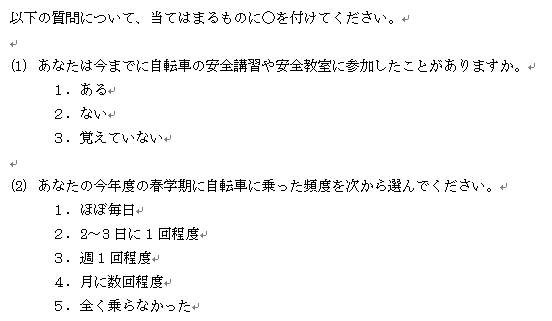 以下の質問について、当てはまるものに○を付けてください。
(1) あなたは今までに自転車の安全講習や安全教室に参加したことがありますか。
1．ある
2．ない
3．覚えていない
(2) あなたの今年度の春学期に自転車に乗った頻度を次から選んでください。
1．ほぼ毎日
2．2～3日に1回程度
3．週1回程度
4．月に数回程度
5．全く乗らなかった